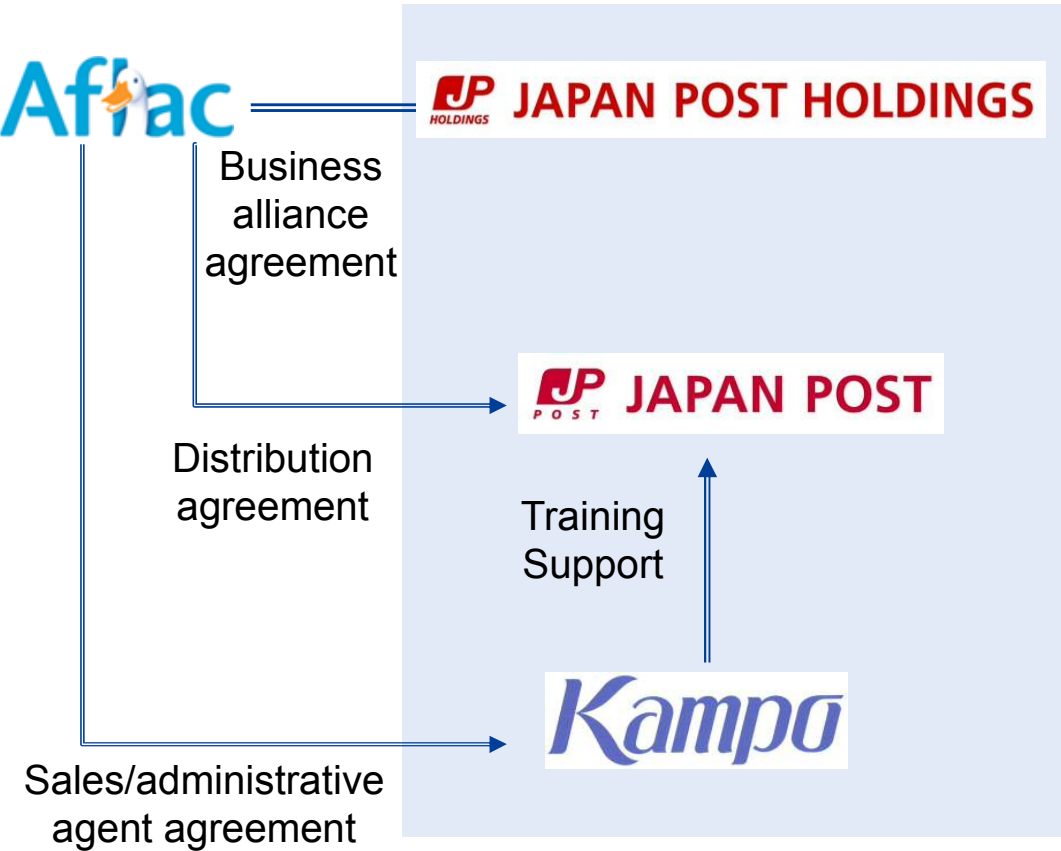 Aflac
JP HOLDINGS JAPAN POST HOLDINGS
Business
alliance
agreement
JP POST JAPAN POST
Distribution
agreement
Training
Support
Kampo
Sales/administrative
agent agreement